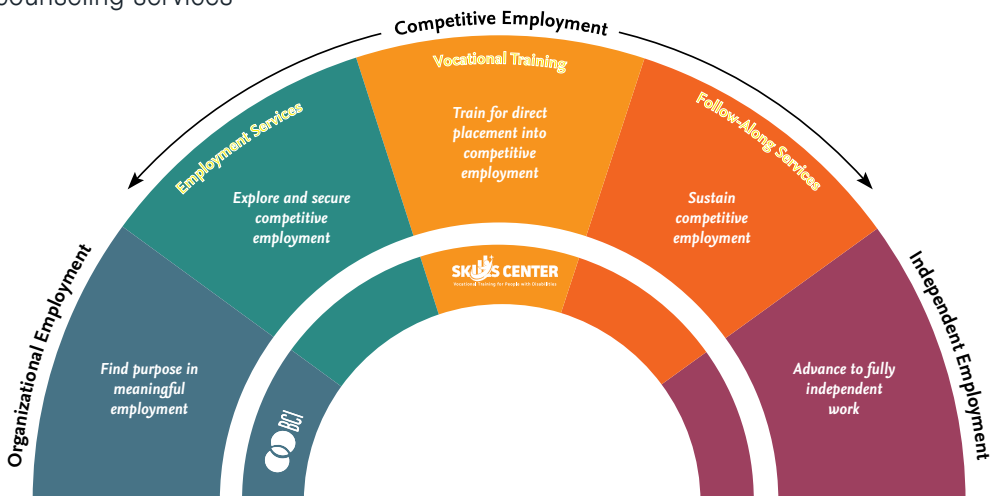 counseling services
Competitive Employment
Vocational Training
Train for direct
placement into
competitive
employment
Employment Services
Explore and secure
competitive
employment
Follow-Along Services
Sustain
competitive
employment
Organizational Employment
Find purpose in
meaningful
employment
Independent Employment
Advance to fully
independent
work
SKILLS CENTER
Vocational Training for People with Disabilities
BCI